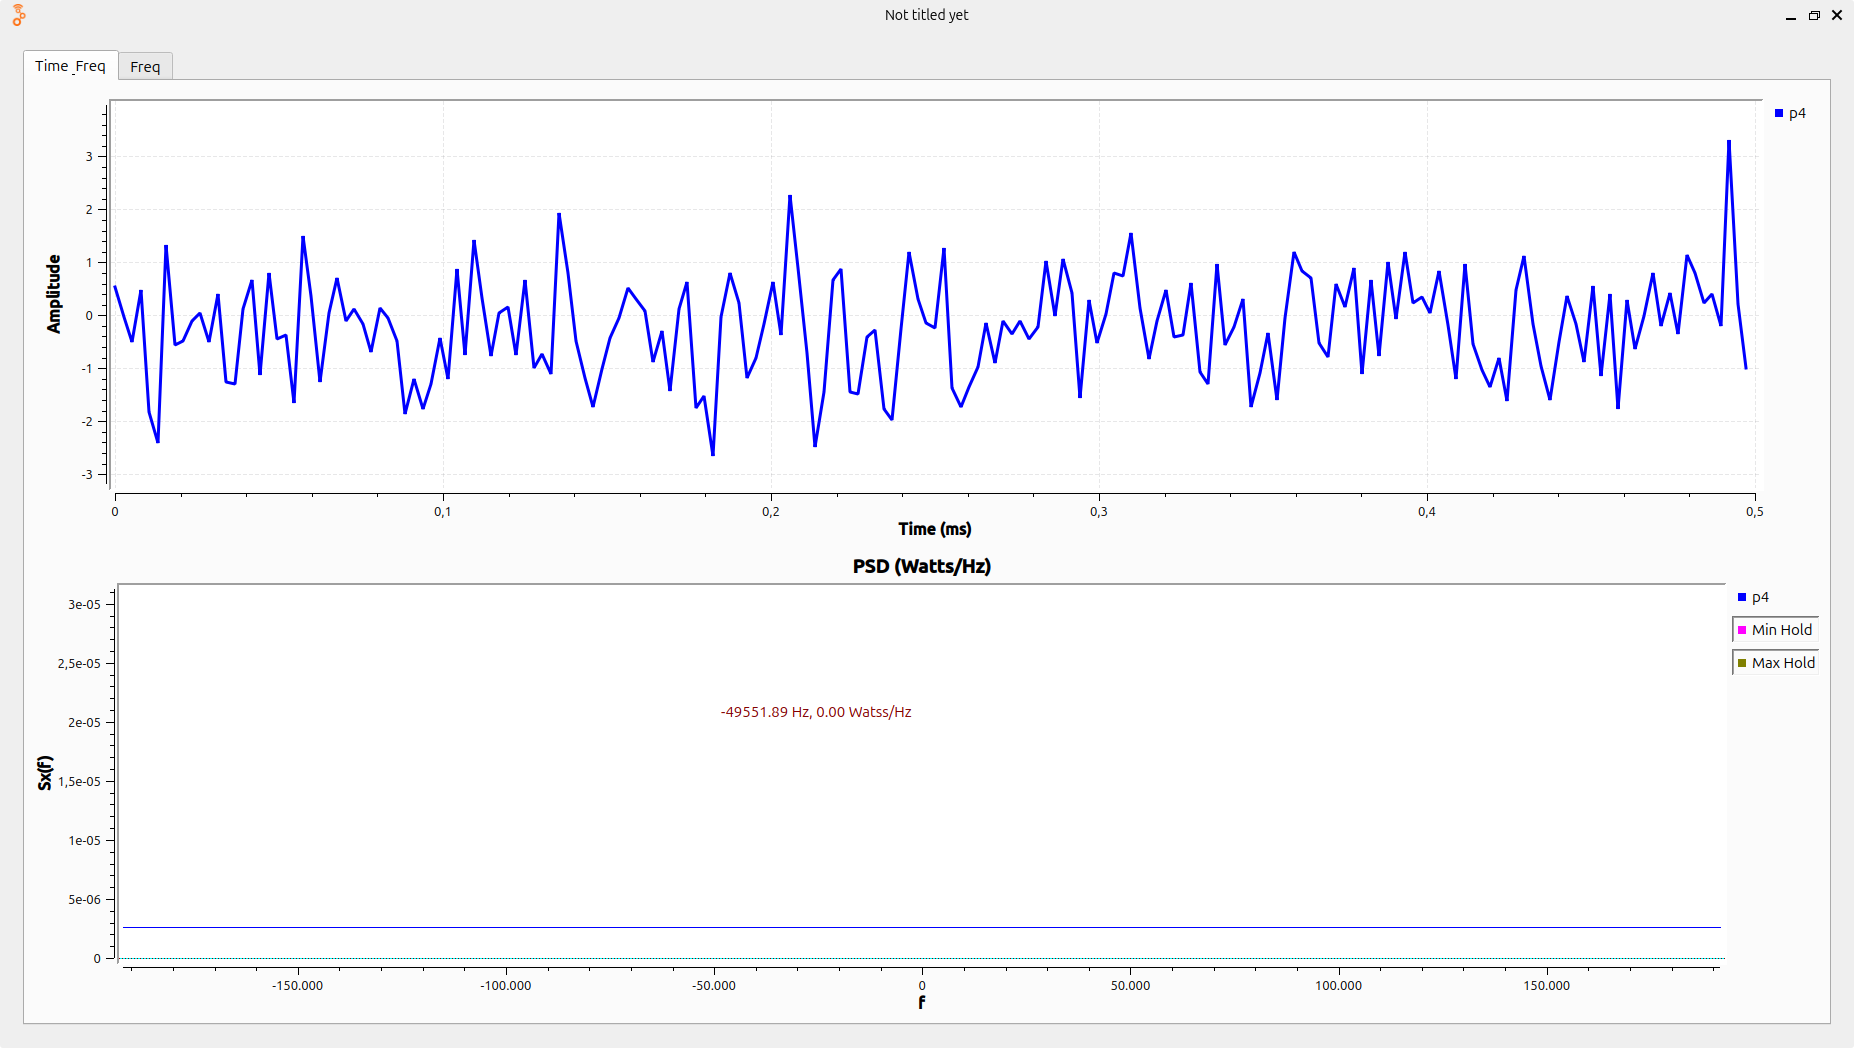 Not titled yet
Time_Freq
Freq
p4
3
2
1
0
-1
-2
-3
Amplitude
0
0,1
0,2
0,3
0,4
0,5
Time (ms)
PSD (Watts/Hz)
p4
Min Hold
Max Hold
3e-05
2,5e-05
2e-05
1,5e-05
1e-05
5e-06
0
Sx(f)
-49551.89 Hz, 0.00 Watss/Hz
-150.000
-100.000
-50.000
0
50.000
100.000
150.000
f